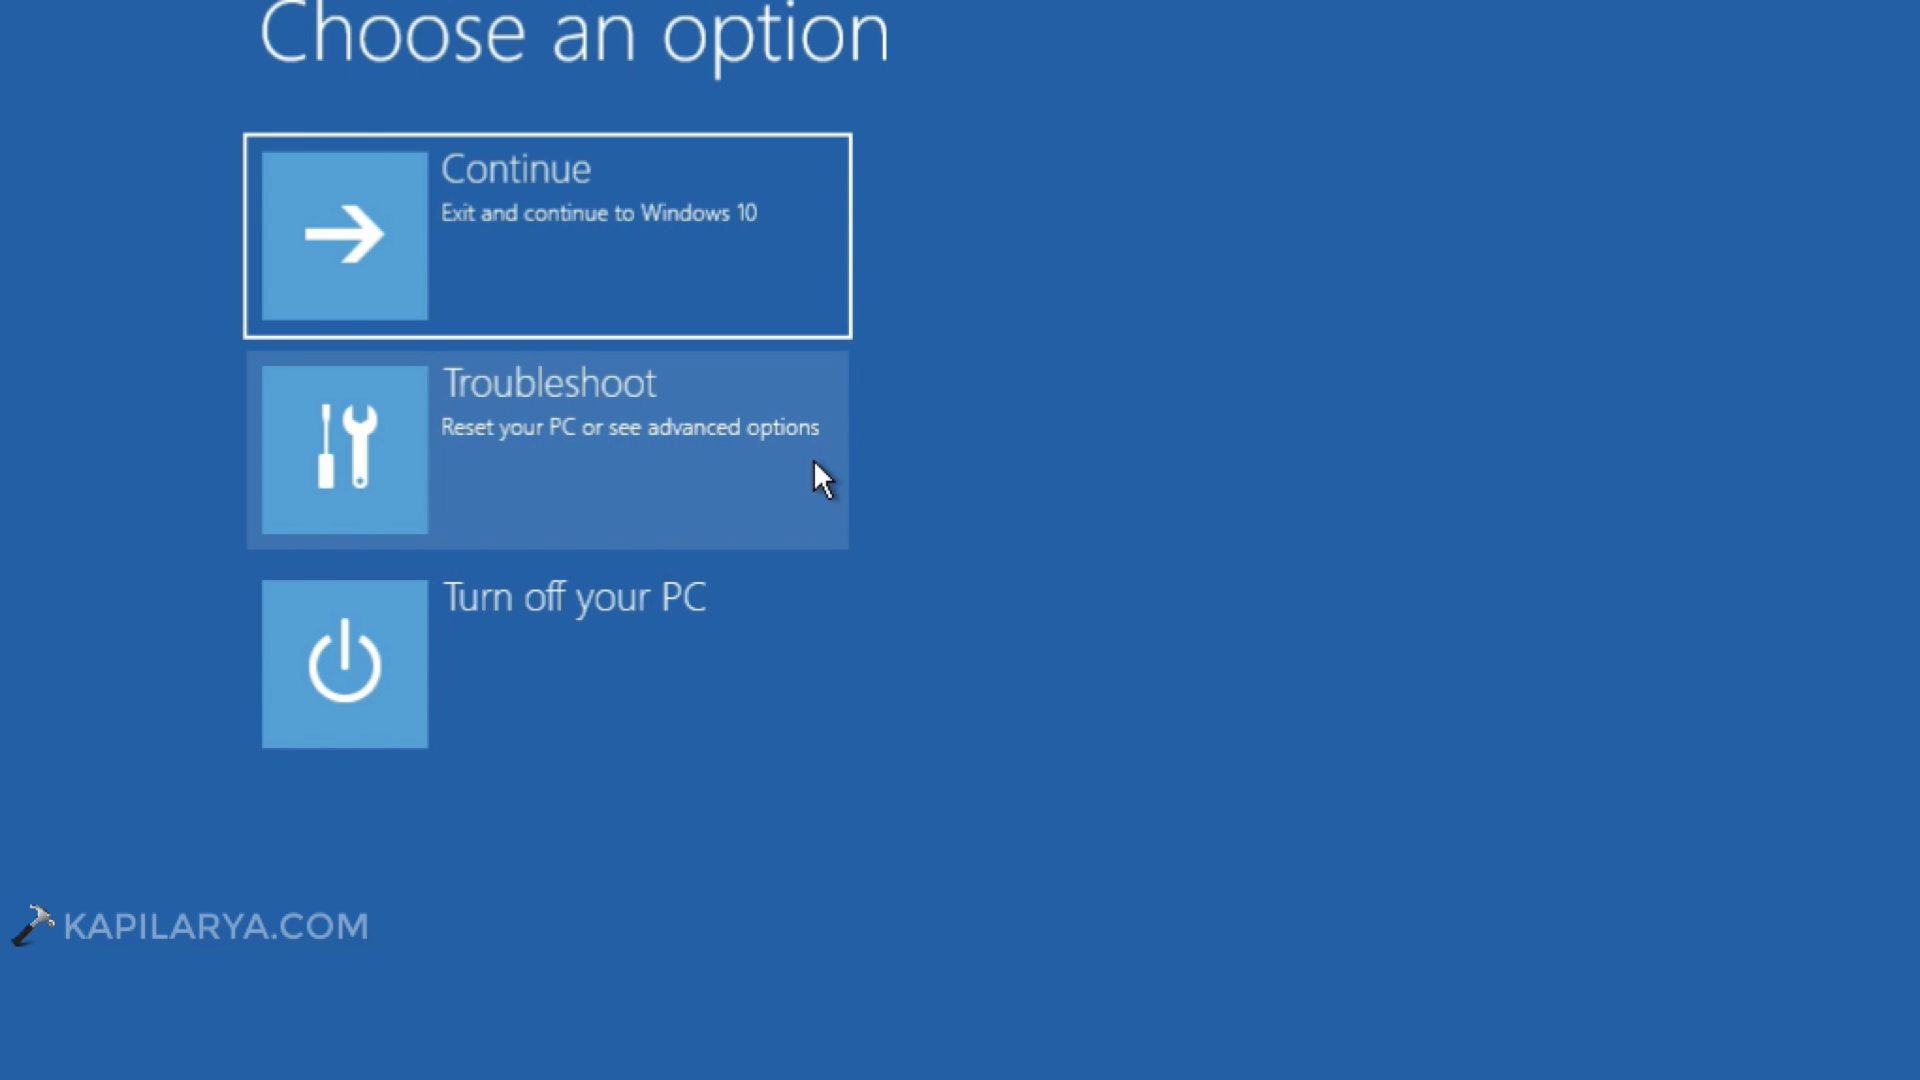 Choose an option
Continue
Exit and continue to Windows 10
Troubleshoot
Reset your PC or see advanced options
Turn off your PC
KAPILARYA.COM